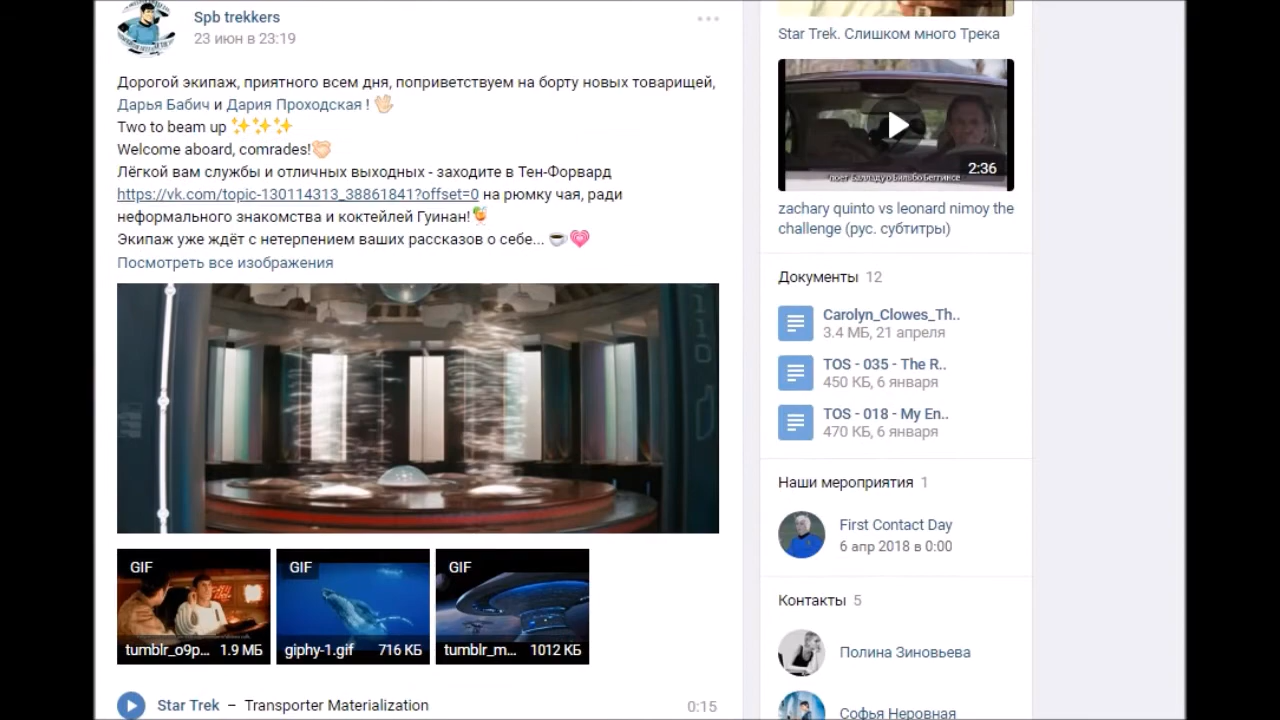 Spb trekkers
23 июн в 23:19
Дорогой экипаж, приятного всем дня, поприветствуем на борту новых товарищей,
Дарья Бабич и Дария Проходская ! 👋🏻
Two to beam up ✨✨✨
Welcome aboard, comrades!🤝🏻
Лёгкой вам службы и отличных выходных - заходите в Тен-Форвард
https://vk.com/topic-130114313_38861841?offset=0 на рюмку чая, ради
неформального знакомства и коктейлей Гуинан!🍹
Экипаж уже ждёт с нетерпением ваших рассказов о себе... ☕💗
Посмотреть все изображения
GIF
tumblr_o9p... 1.9 МБ
GIF
giphy-1.gif 716 КБ
GIF
tumblr_m... 1012 КБ
Star Trek – Transporter Materialization 0:15
Star Trek. Слишком много Трека
2:36
поёт Балладу о Бильбо Беггинсе
zachary quinto vs leonard nimoy the
challenge (рус. субтитры)
Документы 12
Carolyn_Clowes_Th..
3.4 МБ, 21 апреля
TOS - 035 - The R..
450 КБ, 6 января
TOS - 018 - My En..
470 КБ, 6 января
Наши мероприятия 1
First Contact Day
6 апр 2018 в 0:00
Контакты 5
Полина Зиновьева
Софья Неровная